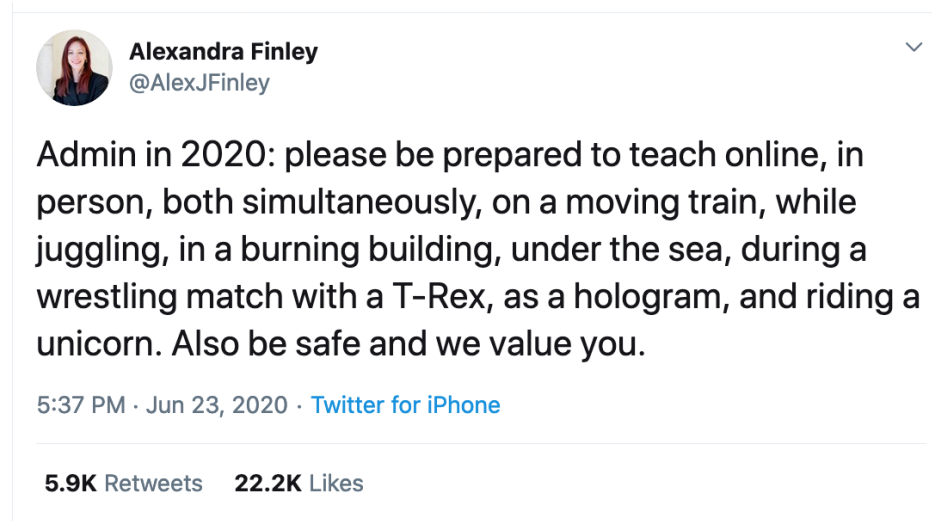 Alexandra Finley
@AlexJFinley
Admin in 2020: please be prepared to teach online, in
person, both simultaneously, on a moving train, while
juggling, in a burning building, under the sea, during a
wrestling match with a T-Rex, as a hologram, and riding a
unicorn. Also be safe and we value you.
5:37 PM · Jun 23, 2020 · Twitter for iPhone
5.9K Retweets 22.2K Likes